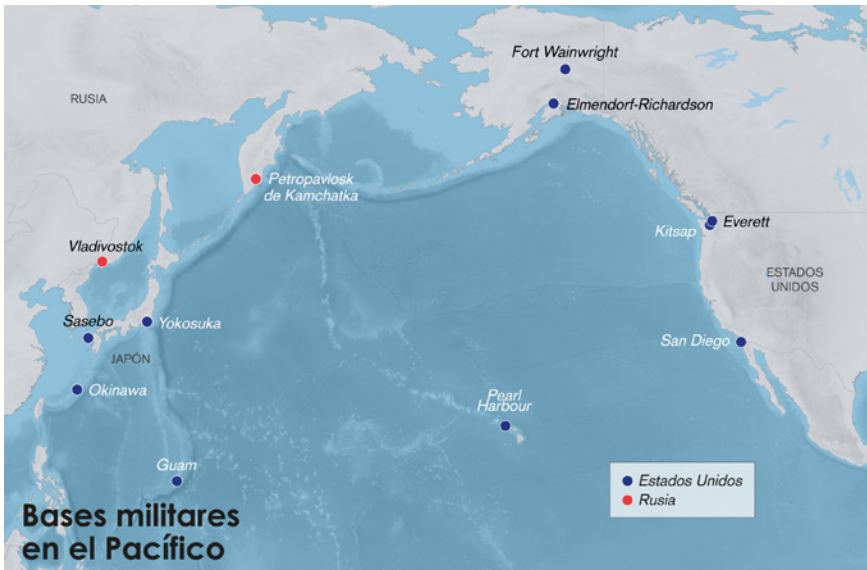 Fort Wainwright
RUSIA
Elmendorf-Richardson
Petropavlosk
de Kamchatka
Kitsap
Everett
Vladivostok
ESTADOS
UNIDOS
Sasebo
Yokosuka
San Diego
JAPÓN
Okinawa
Pearl
Harbour
Guam
Estados Unidos
Rusia
Bases militares
en el Pacífico